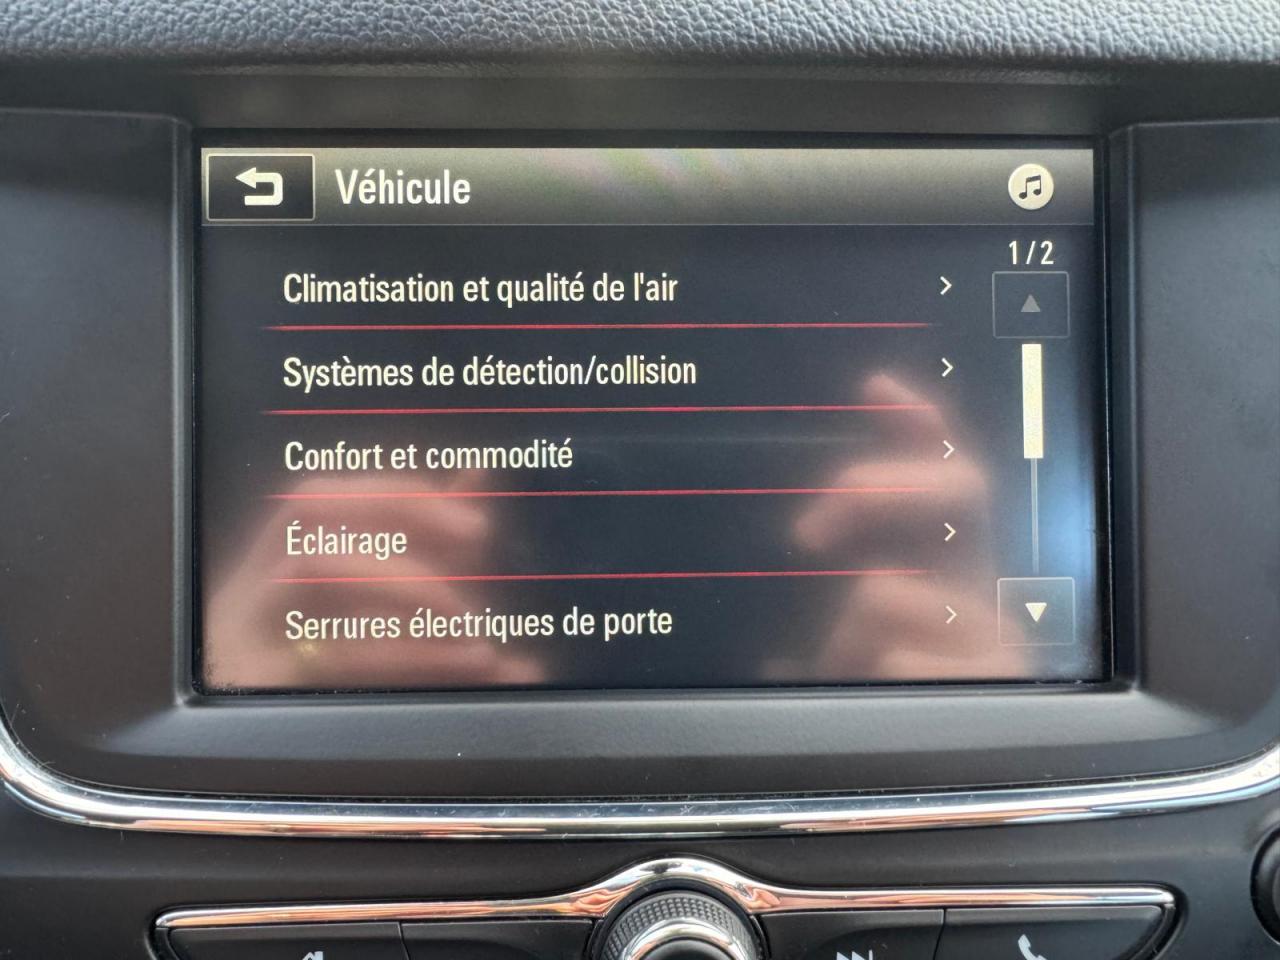 Véhicule
1/2
Climatisation et qualité de l'air
Systèmes de détection/collision
Confort et commodité
Éclairage
Serrures électriques de porte